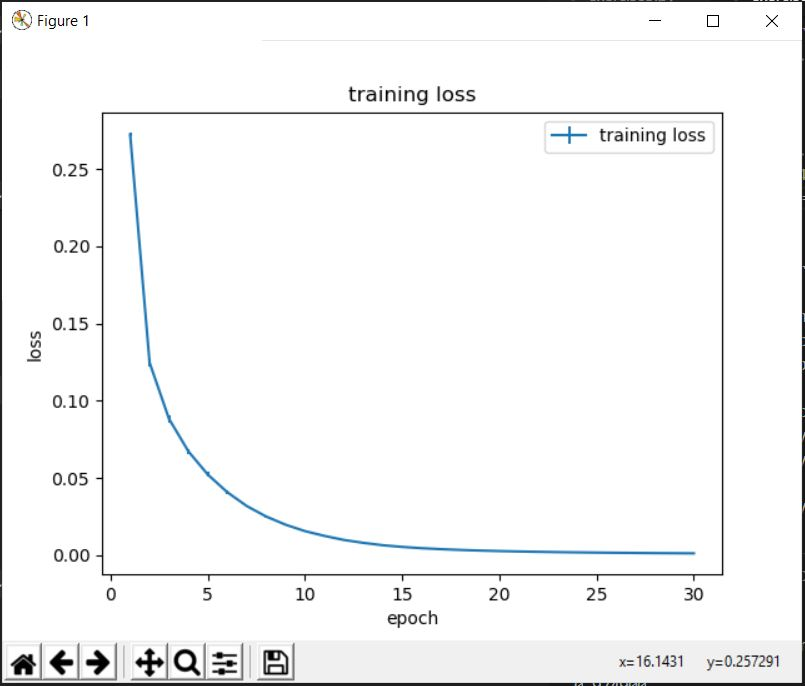 Figure 1
training loss
training loss
0.25
0.20
0.15
0.10
0.05
0.00
loss
0 5 10 15 20 25 30
epoch
x=16.1431 y=0.257291